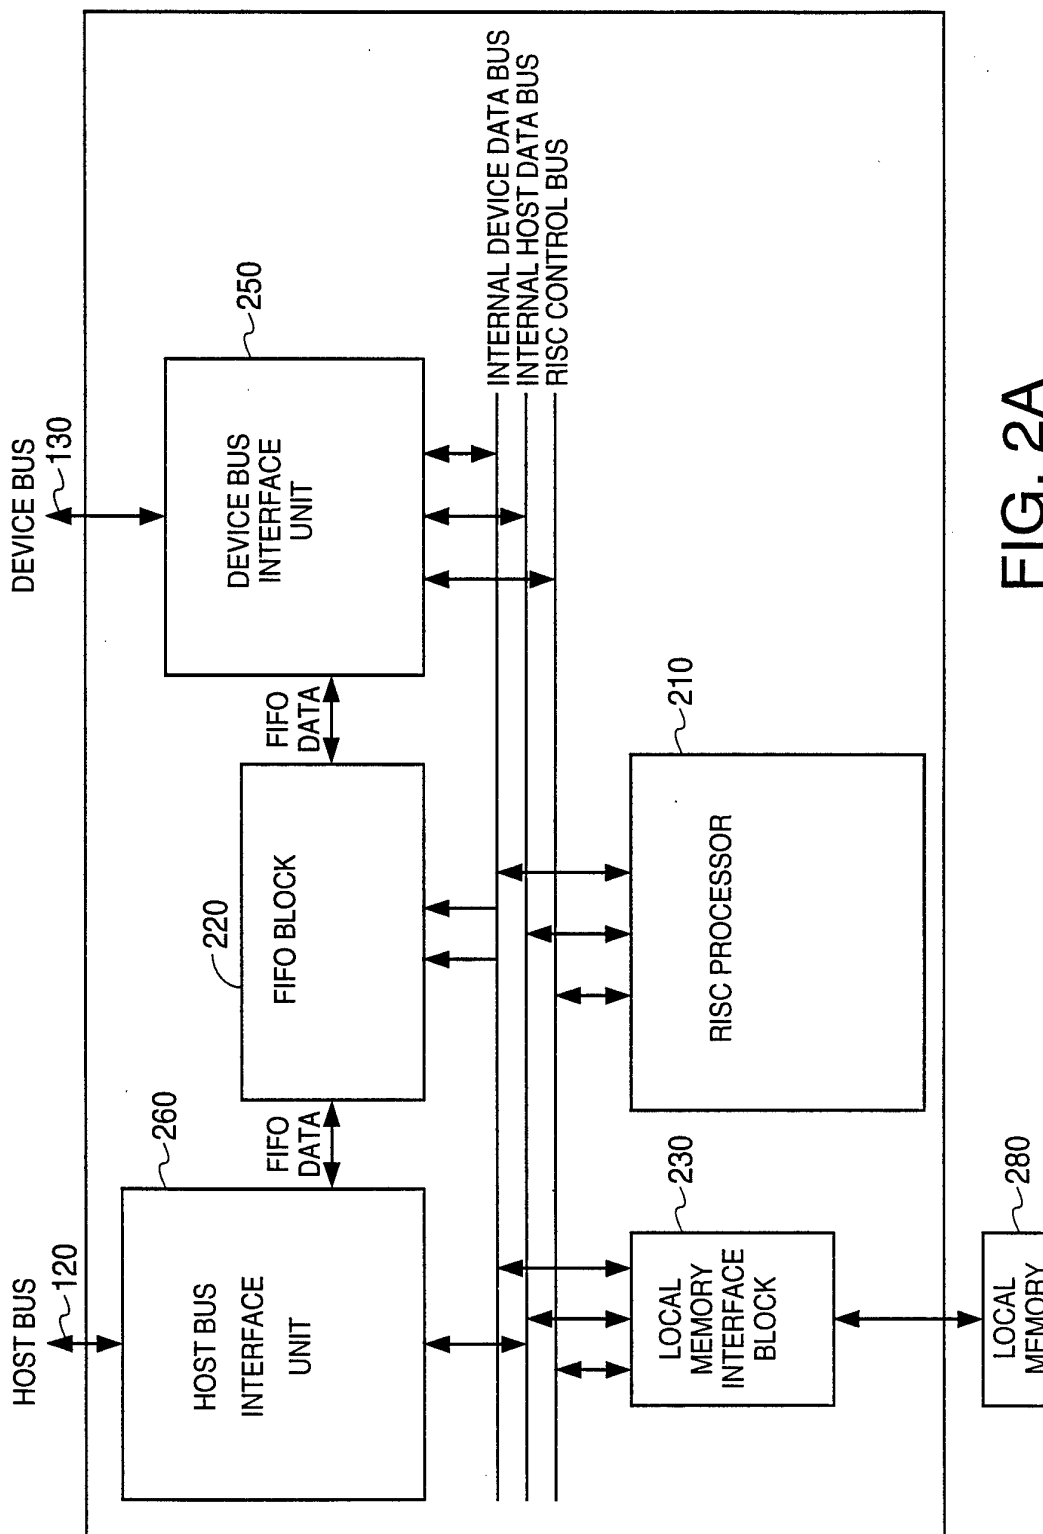 HOST BUS
120
DEVICE BUS
130
HOST BUS
INTERFACE
UNIT
260
FIFO
DATA
FIFO BLOCK
220
FIFO
DATA
DEVICE BUS
INTERFACE
UNIT
250
INTERNAL DEVICE DATA BUS
INTERNAL HOST DATA BUS
RISC CONTROL BUS
LOCAL
MEMORY
INTERFACE
BLOCK
230
RISC PROCESSOR
210
LOCAL
MEMORY
280
FIG. 2A